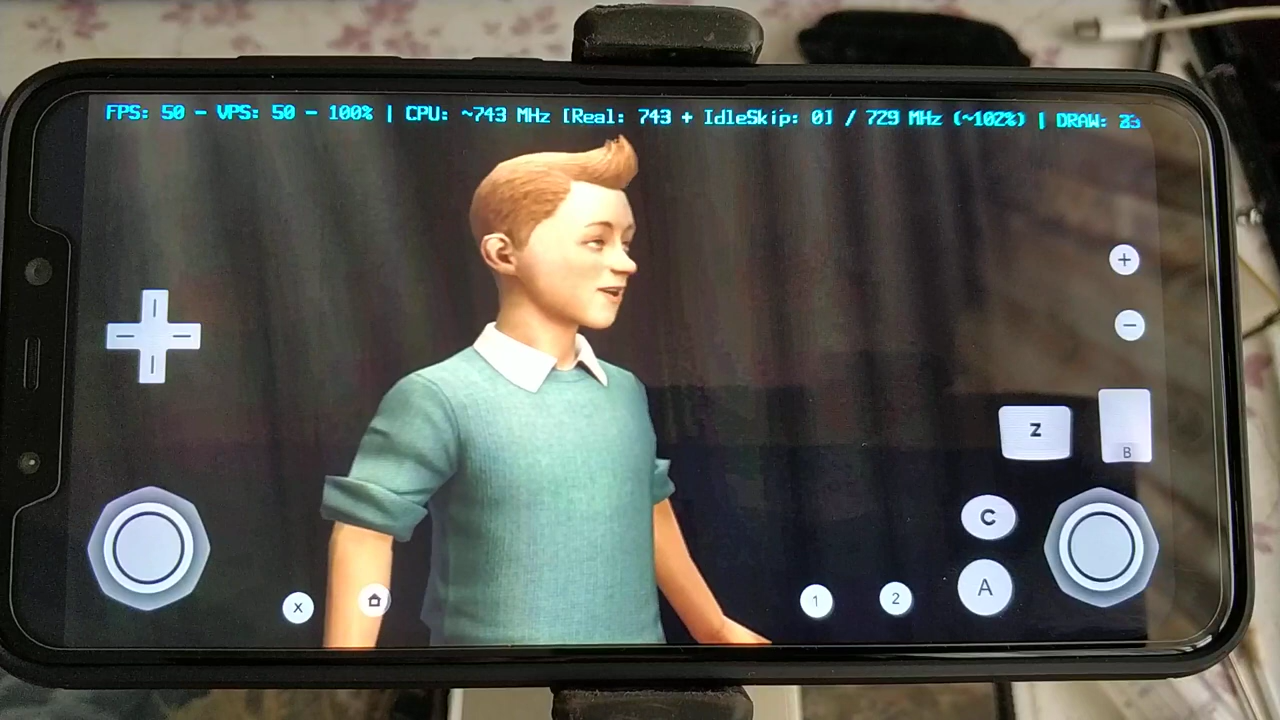 FPS: 50 - VPS: 50 - 100% | CPU: ~743 MHz [Real: 743 + IdleSkip: 0] / 729 MHz (~102%) | DRAW:
+
-
Z
B
C
A
X
1
2